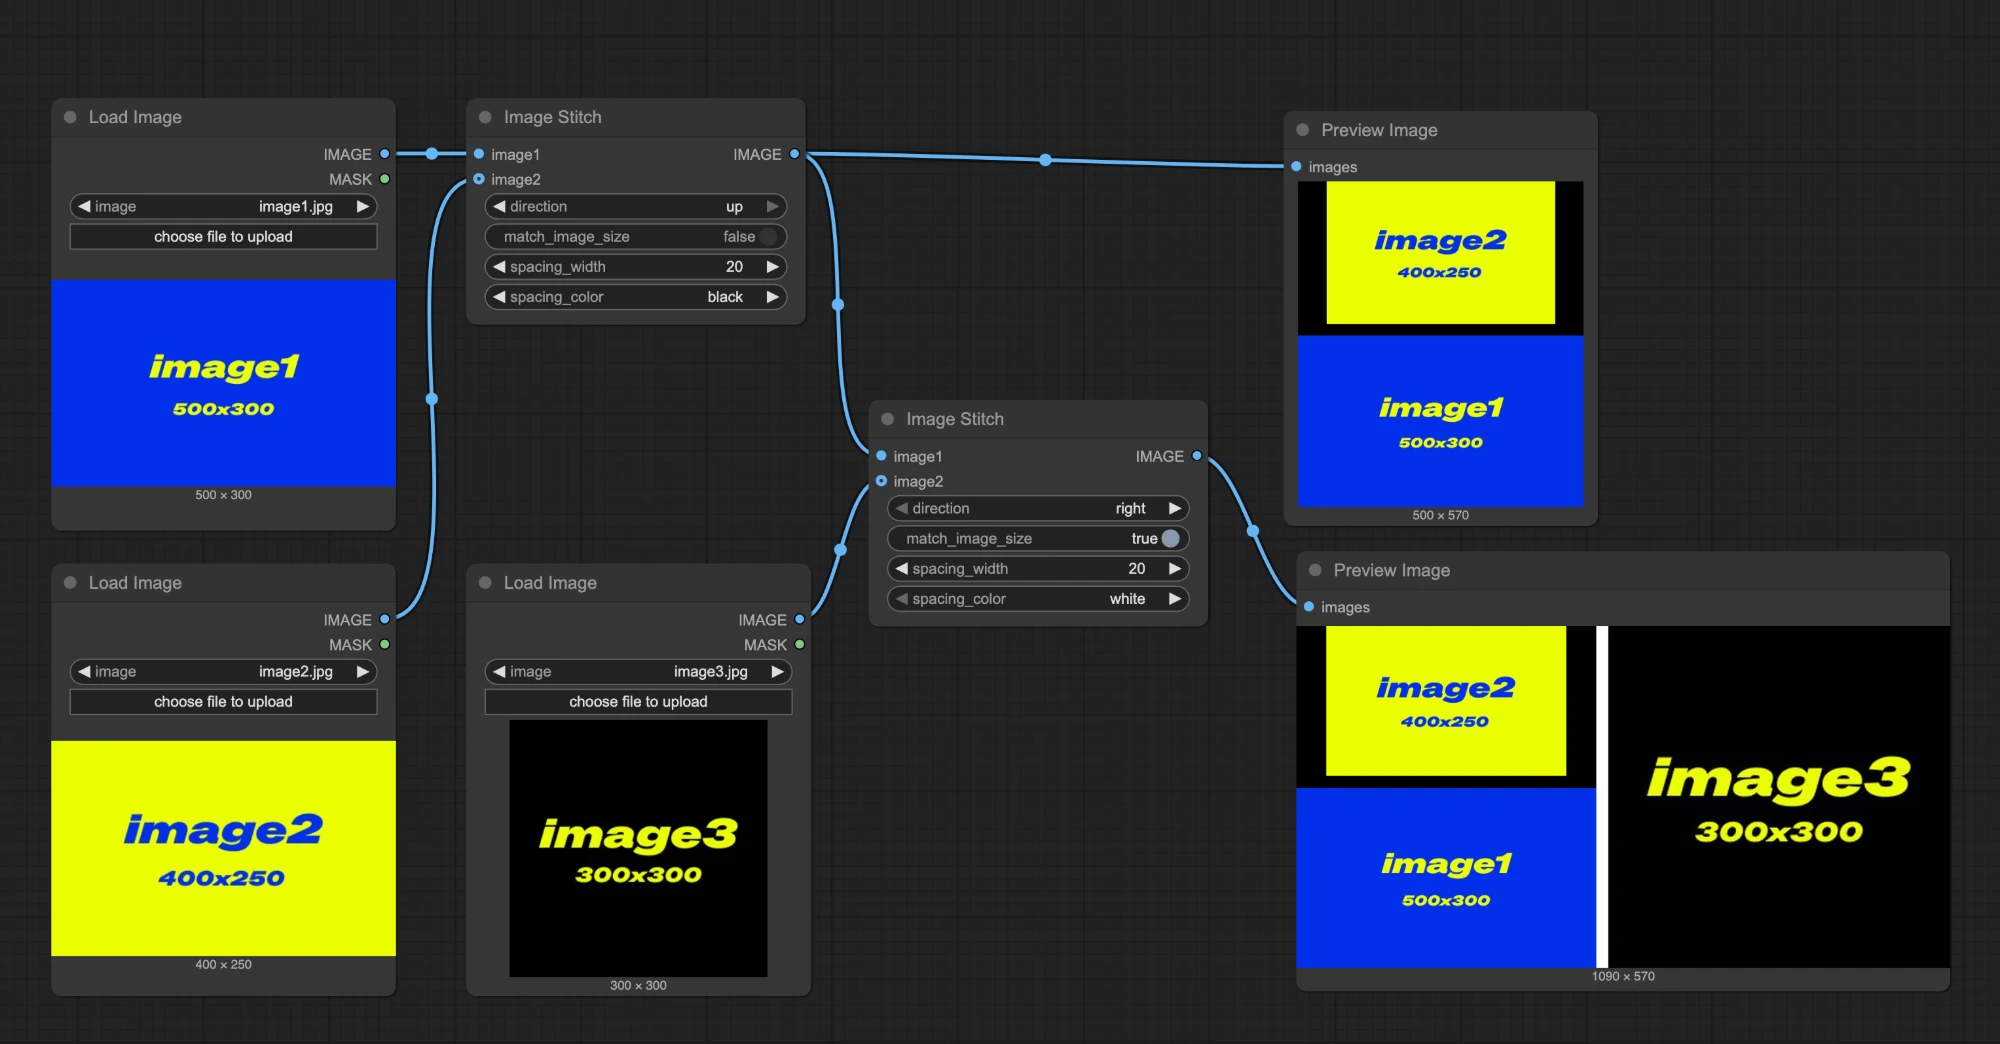 Load Image
IMAGE
MASK
image image1.jpg
choose file to upload
image1
500x300
500 × 300
Load Image
IMAGE
MASK
image image2.jpg
choose file to upload
image2
400x250
400 × 250
Image Stitch
image1 IMAGE
image2
direction up
match_image_size false
spacing_width 20
spacing_color black
Load Image
IMAGE
MASK
image image3.jpg
choose file to upload
image3
300x300
300 × 300
Image Stitch
image1 IMAGE
image2
direction right
match_image_size true
spacing_width 20
spacing_color white
Preview Image
images
image2
400x250
image1
500x300
500 × 570
Preview Image
images
image2
400x250
image1
500x300
image3
300x300
1090 × 570